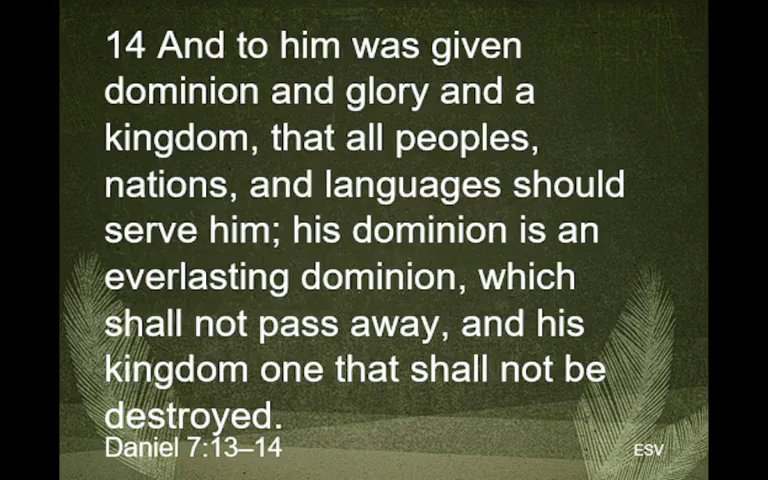 14 And to him was given
dominion and glory and a
kingdom, that all peoples,
nations, and languages should
serve him; his dominion is an
everlasting dominion, which
shall not pass away, and his
kingdom one that shall not be
destroyed.
Daniel 7:13–14
ESV